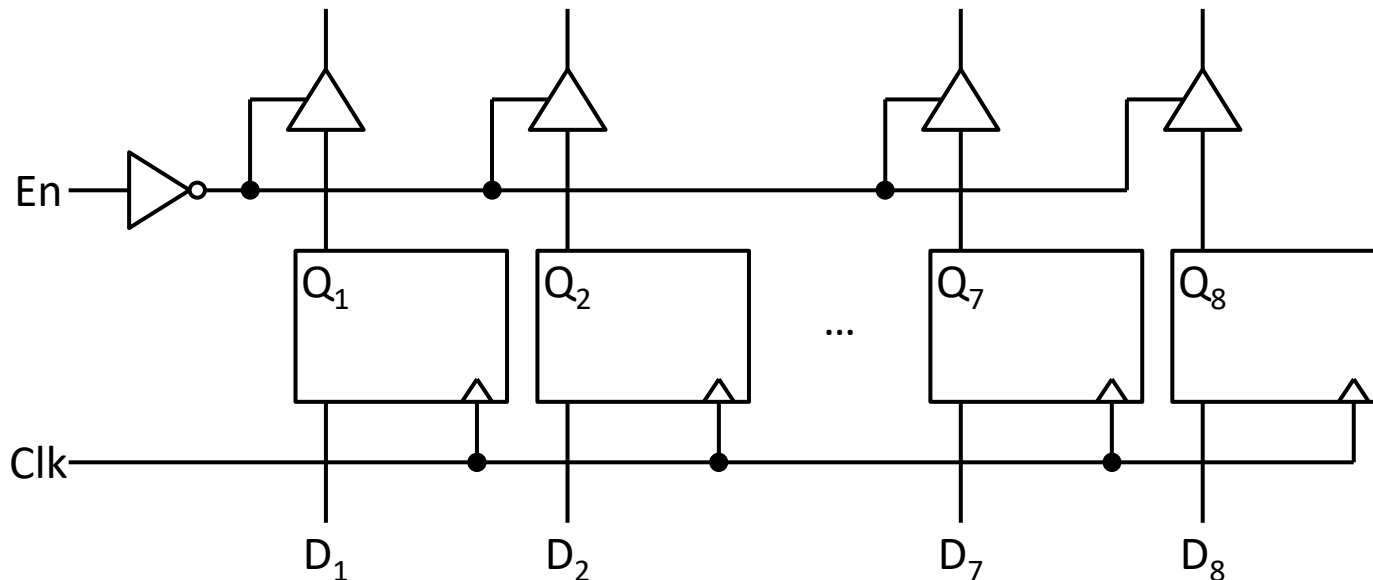 En
Q₁ Q₂ Q₇ Q₈
...
Clk
D₁ D₂ D₇ D₈